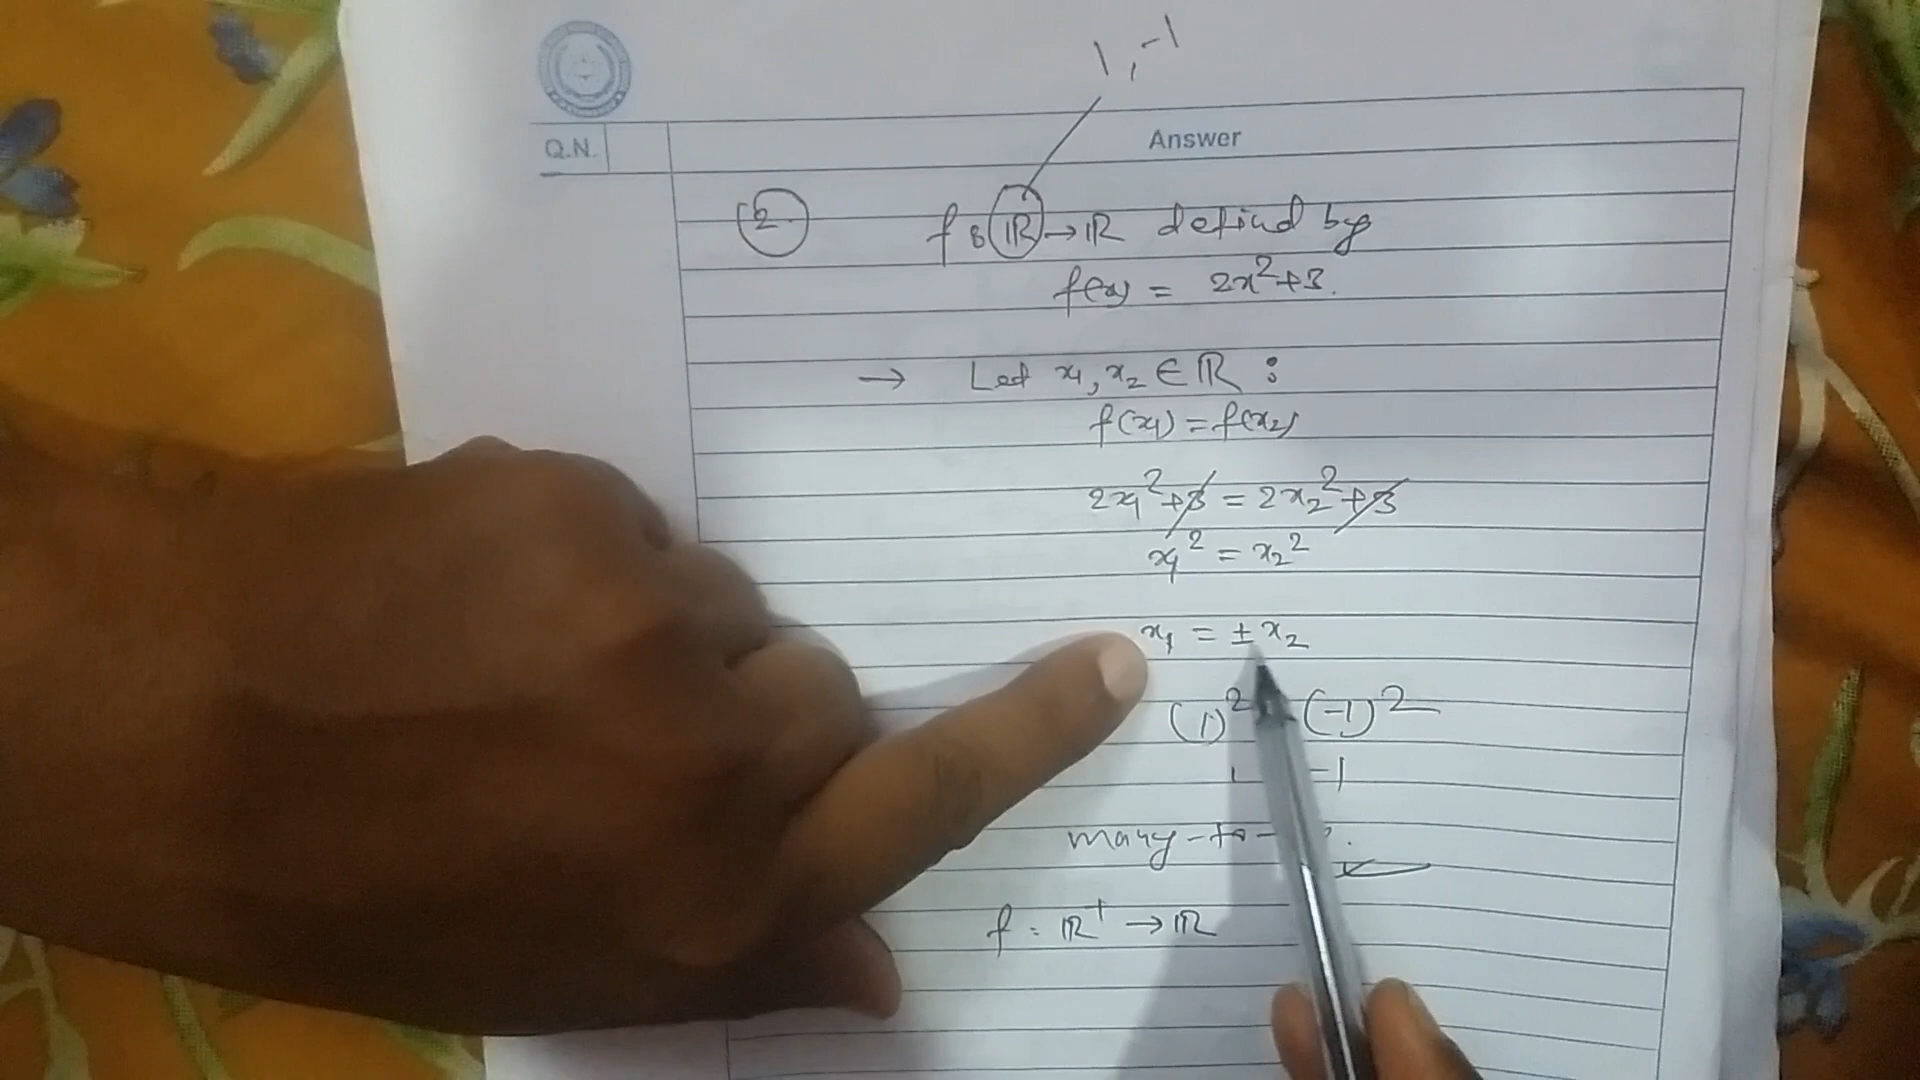 1, -1
Q.N. Answer
2. f : ℝ → ℝ defind by
f(x) = 2x²+3.
→ Let x₁, x₂ ∈ ℝ :
f(x₁) = f(x₂)
2x₁²+3 = 2x₂²+3
x₁² = x₂²
x₁ = ± x₂
(1)² (-1)²
1 -1
many-to-
f : ℝ⁺ → ℝ